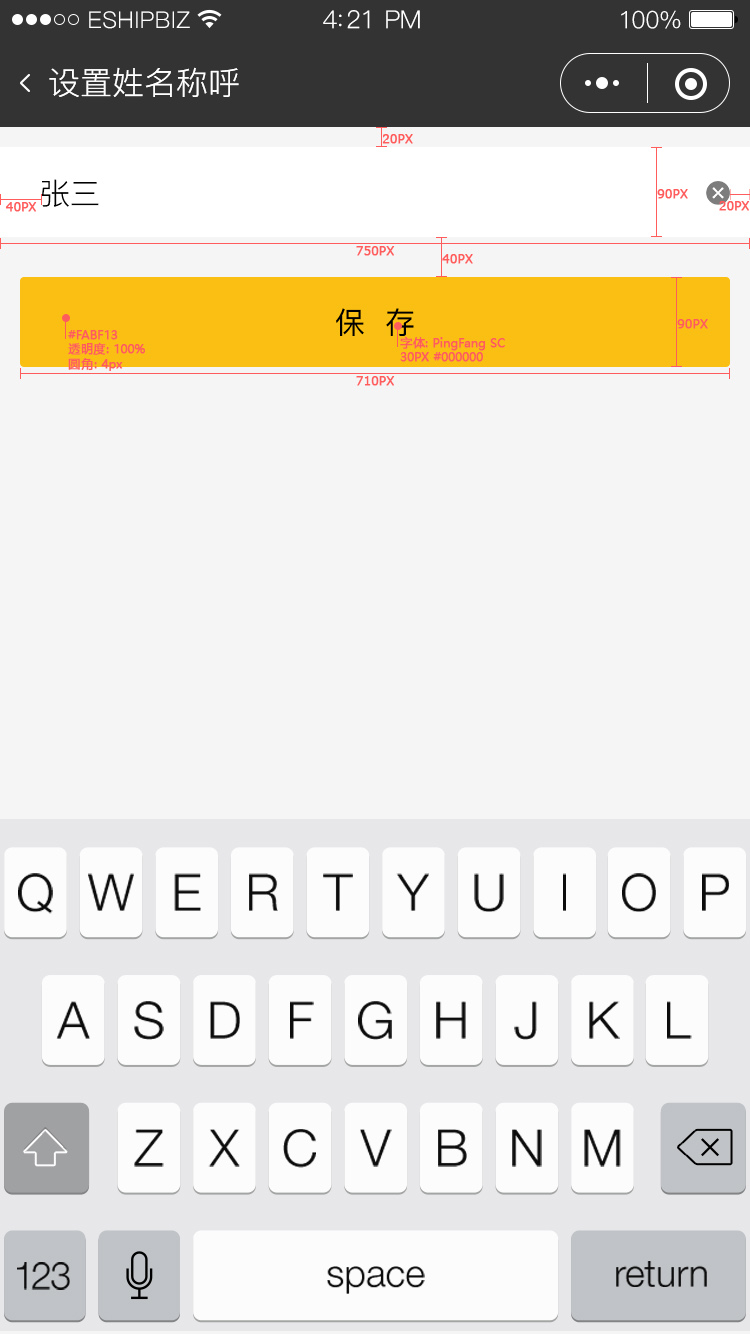 ESHIPBIZ 4:21 PM 100%
设置姓名称呼
20PX
张三
90PX
40PX
20PX
750PX
40PX
保 存
90PX
#FABF13
透明度: 100%
圆角: 4px
字体: PingFang SC
30PX #000000
710PX
Q W E R T Y U I O P
A S D F G H J K L
Z X C V B N M
123 space return